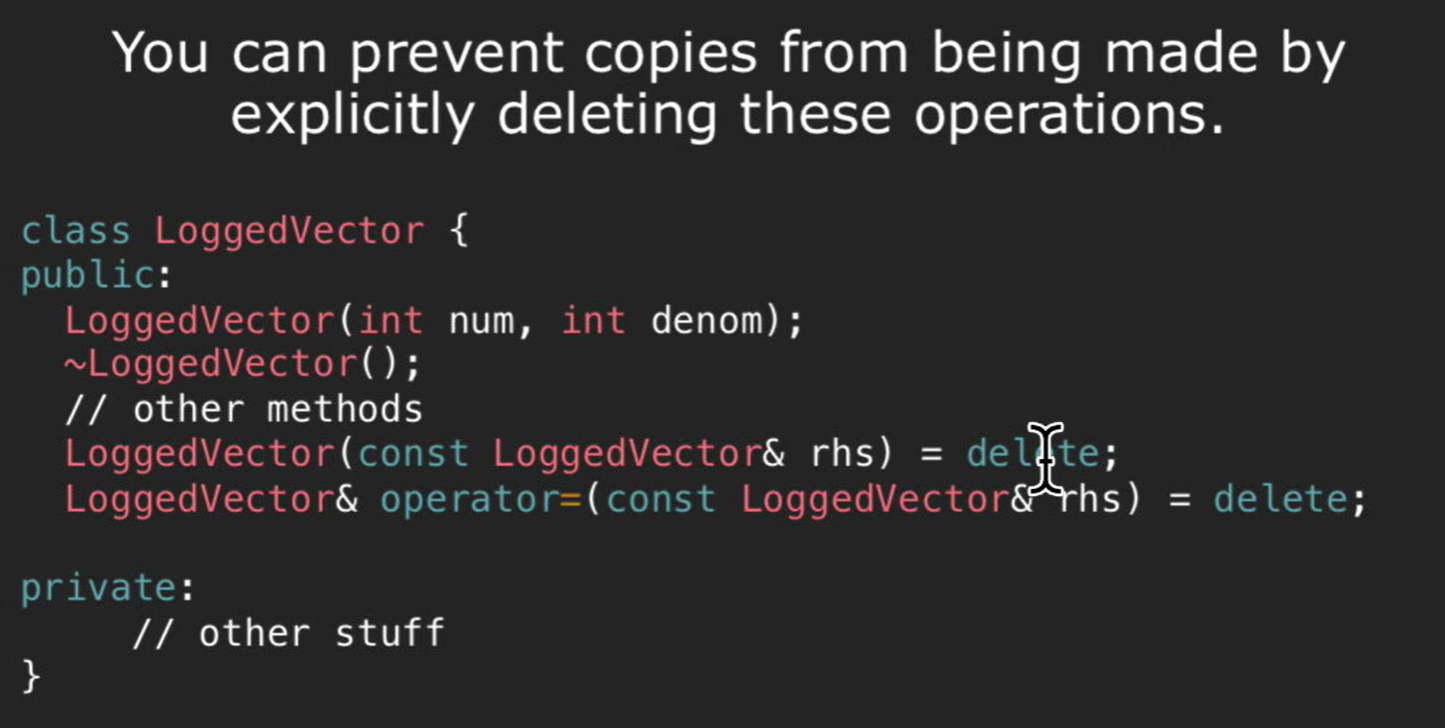 You can prevent copies from being made by
explicitly deleting these operations.
class LoggedVector {
public:
  LoggedVector(int num, int denom);
  ~LoggedVector();
  // other methods
  LoggedVector(const LoggedVector& rhs) = delete;
  LoggedVector& operator=(const LoggedVector& rhs) = delete;
private:
     // other stuff
}